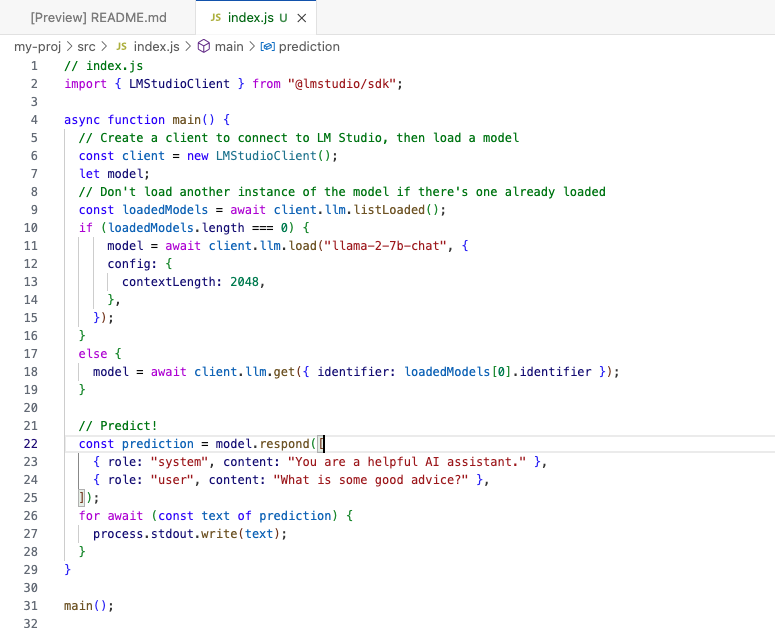 [Preview] README.md
JS index.js U ×
my-proj > src > JS index.js > main > prediction
1 // index.js
2 import { LMStudioClient } from "@lmstudio/sdk";
3
4 async function main() {
5 // Create a client to connect to LM Studio, then load a model
6 const client = new LMStudioClient();
7 let model;
8 // Don't load another instance of the model if there's one already loaded
9 const loadedModels = await client.llm.listLoaded();
10 if (loadedModels.length === 0) {
11 model = await client.llm.load("llama-2-7b-chat", {
12 config: {
13 contextLength: 2048,
14 },
15 });
16 }
17 else {
18 model = await client.llm.get({ identifier: loadedModels[0].identifier });
19 }
20
21 // Predict!
22 const prediction = model.respond([
23 { role: "system", content: "You are a helpful AI assistant." },
24 { role: "user", content: "What is some good advice?" },
25 ]);
26 for await (const text of prediction) {
27 process.stdout.write(text);
28 }
29 }
30
31 main();
32